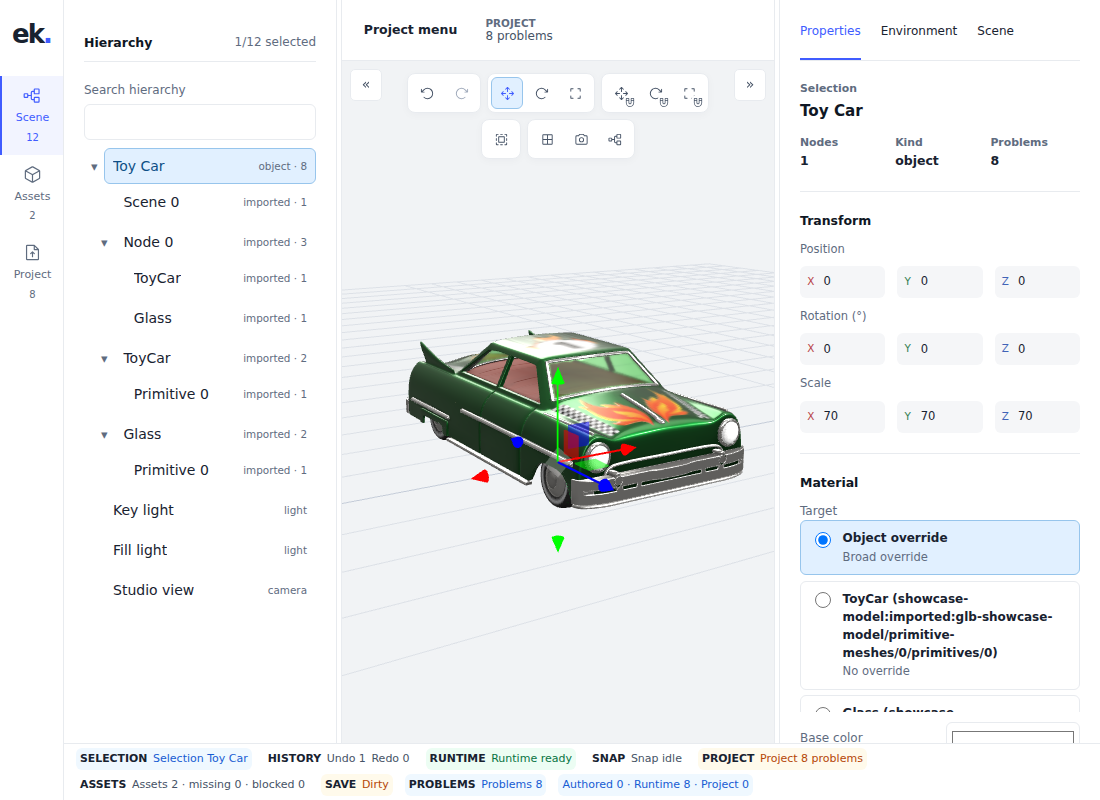 ek.
Scene
12
Assets
2
Project
8
Hierarchy
1/12 selected
Search hierarchy
Toy Car object · 8
Scene 0 imported · 1
Node 0 imported · 3
ToyCar imported · 1
Glass imported · 1
ToyCar imported · 2
Primitive 0 imported · 1
Glass imported · 2
Primitive 0 imported · 1
Key light light
Fill light light
Studio view camera
Project menu
PROJECT
8 problems
«
»
Properties Environment Scene
Selection
Toy Car
Nodes Kind Problems
1 object 8
Transform
Position
X 0 Y 0 Z 0
Rotation (°)
X 0 Y 0 Z 0
Scale
X 70 Y 70 Z 70
Material
Target
Object override
Broad override
ToyCar (showcase-
model:imported:glb-showcase-
model/primitive-
meshes/0/primitives/0)
No override
Glass (showcase-
Base color
SELECTION Selection Toy Car HISTORY Undo 1 Redo 0 RUNTIME Runtime ready SNAP Snap idle PROJECT Project 8 problems
ASSETS Assets 2 · missing 0 · blocked 0 SAVE Dirty PROBLEMS Problems 8 Authored 0 · Runtime 8 · Project 0